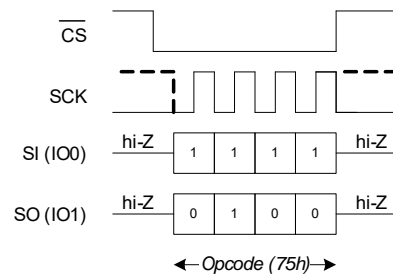 CS
SCK
hi-Z hi-Z
SI (IO0) 1 1 1 1
hi-Z hi-Z
SO (IO1) 0 1 0 0
Opcode (75h)